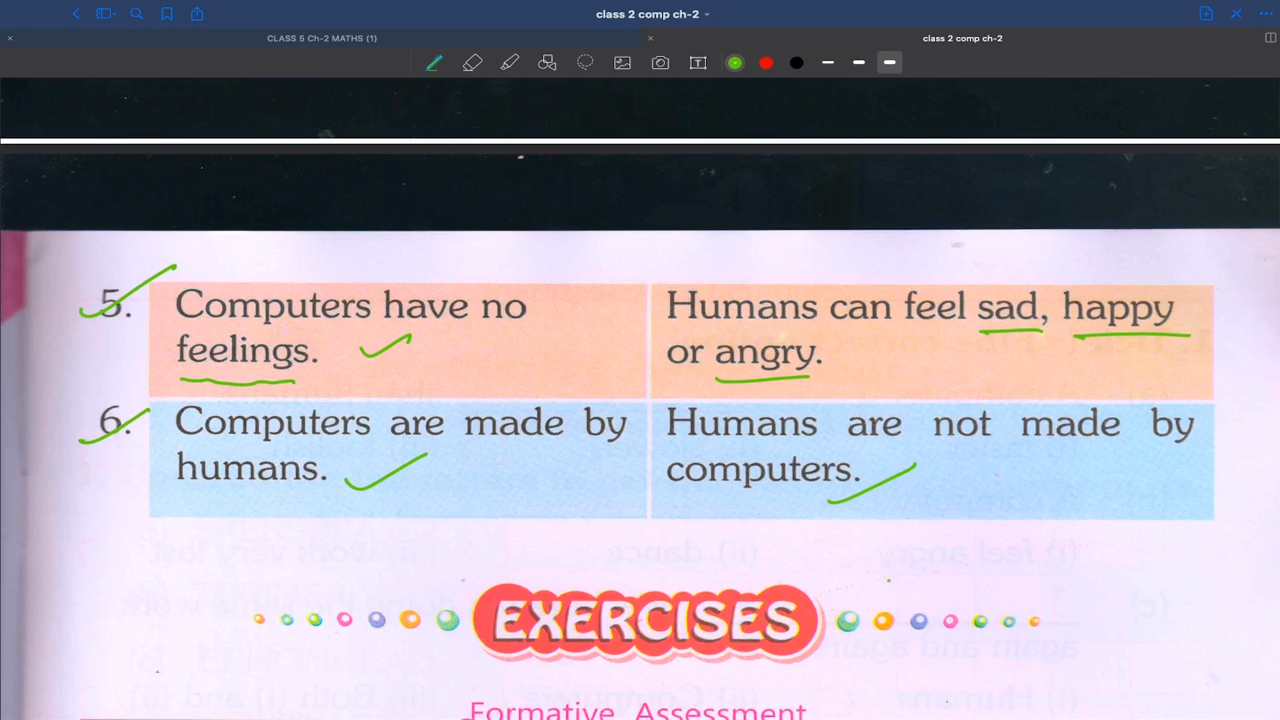 class 2 comp ch-2
CLASS 5 Ch-2 MATHS (1)
class 2 comp ch-2
5. Computers have no feelings.
Humans can feel sad, happy
or angry.
6. Computers are made by
humans.
Humans are not made by
computers.
EXERCISES
Formative Assessment